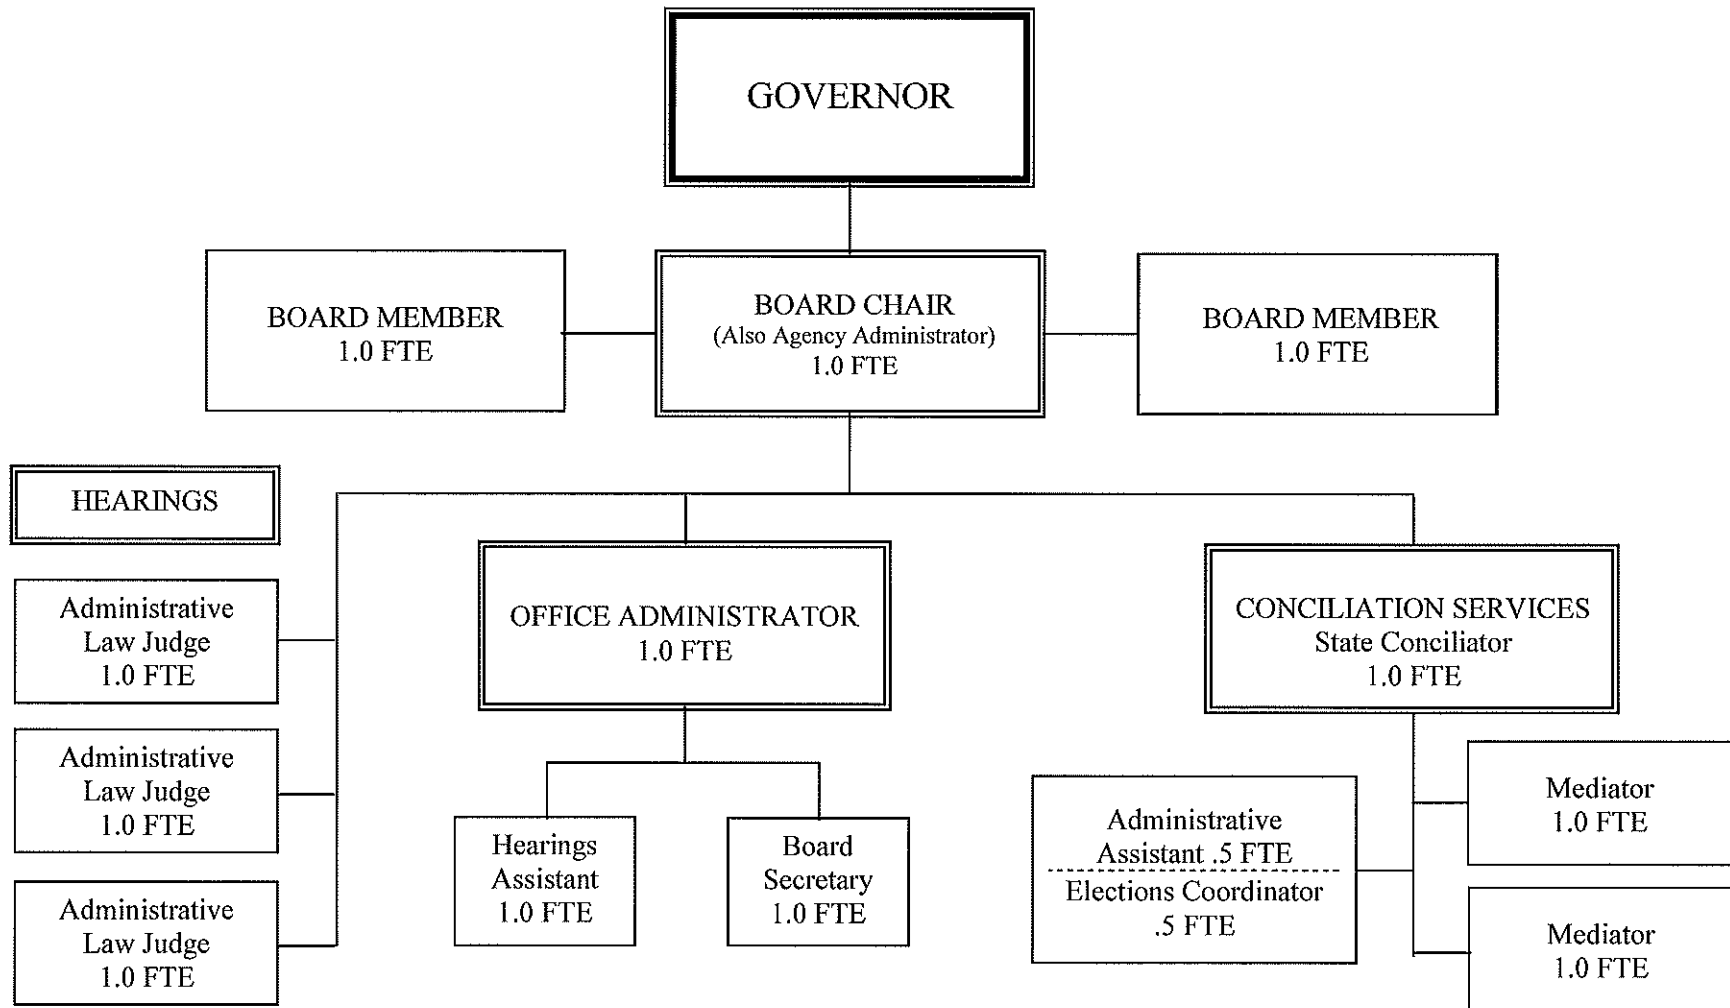 GOVERNOR
BOARD MEMBER
1.0 FTE
BOARD CHAIR
(Also Agency Administrator)
1.0 FTE
BOARD MEMBER
1.0 FTE
HEARINGS
Administrative
Law Judge
1.0 FTE
Administrative
Law Judge
1.0 FTE
Administrative
Law Judge
1.0 FTE
OFFICE ADMINISTRATOR
1.0 FTE
Hearings
Assistant
1.0 FTE
Board
Secretary
1.0 FTE
CONCILIATION SERVICES
State Conciliator
1.0 FTE
Administrative
Assistant .5 FTE
Elections Coordinator
.5 FTE
Mediator
1.0 FTE
Mediator
1.0 FTE